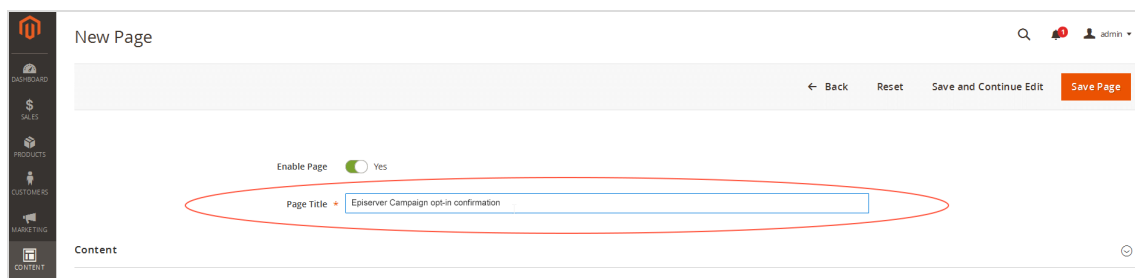 New Page
1
admin
DASHBOARD
SALES
PRODUCTS
CUSTOMERS
MARKETING
CONTENT
← Back Reset Save and Continue Edit Save Page
Enable Page Yes
Page Title * Episerver Campaign opt-in confirmation
Content